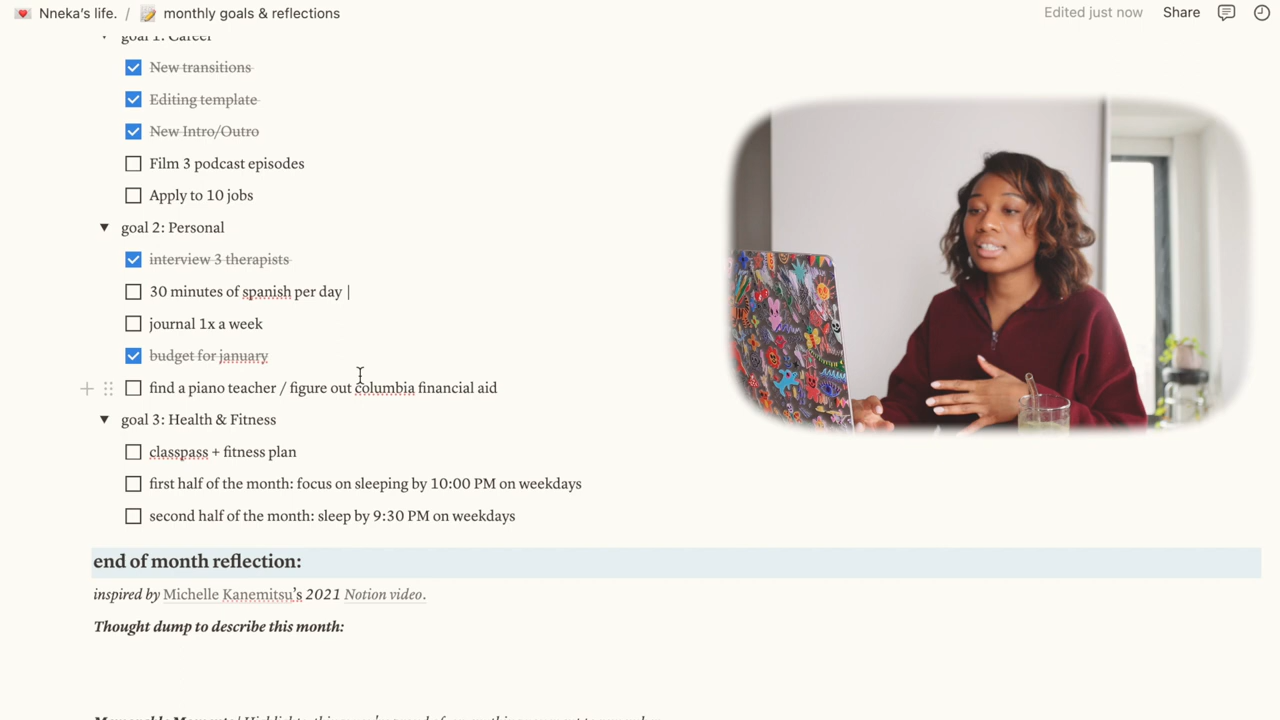 Nneka's life. / monthly goals & reflections
Edited just now Share
goal 1: Career
New transitions
Editing template
New Intro/Outro
Film 3 podcast episodes
Apply to 10 jobs
goal 2: Personal
interview 3 therapists
30 minutes of spanish per day
journal 1x a week
budget for january
find a piano teacher / figure out columbia financial aid
goal 3: Health & Fitness
classpass + fitness plan
first half of the month: focus on sleeping by 10:00 PM on weekdays
second half of the month: sleep by 9:30 PM on weekdays
end of month reflection:
inspired by Michelle Kanemitsu's 2021 Notion video.
Thought dump to describe this month: